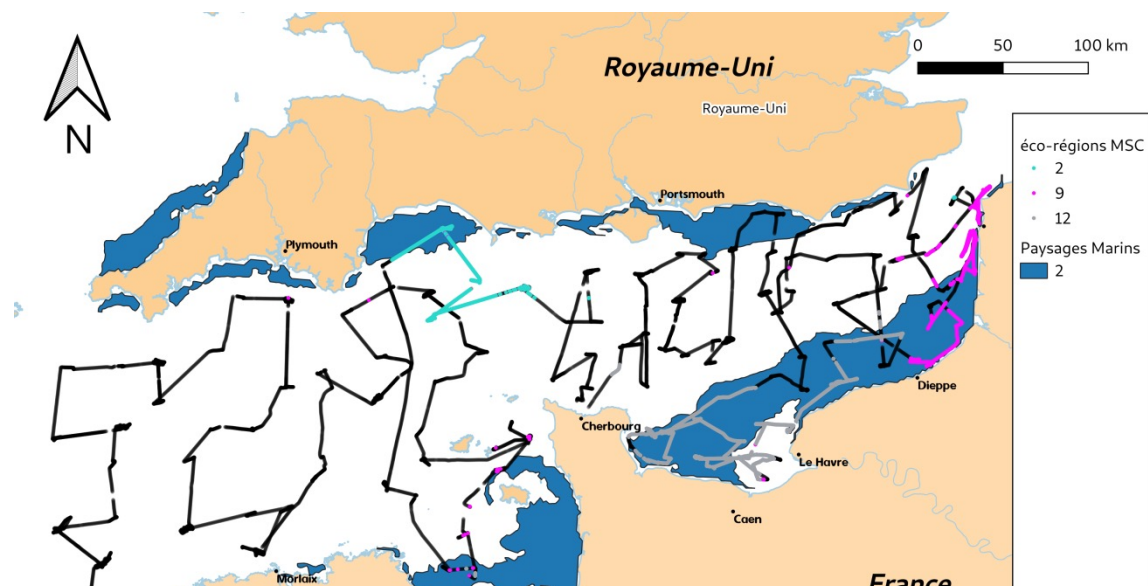 0 50 100 km
Royaume-Uni
Royaume-Uni
N
éco-régions MSC
2
9
12
Paysages Marins
2
Portsmouth
Plymouth
Dieppe
Cherbourg
Le Havre
Caen
Morlaix
France